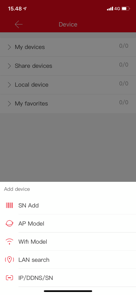 15.48 4G
Device
My devices 0/0
Share devices 0/0
Local device 0/0
My favorites 0/0
Add device
SN Add
AP Model
Wifi Model
LAN search
IP/DDNS/SN